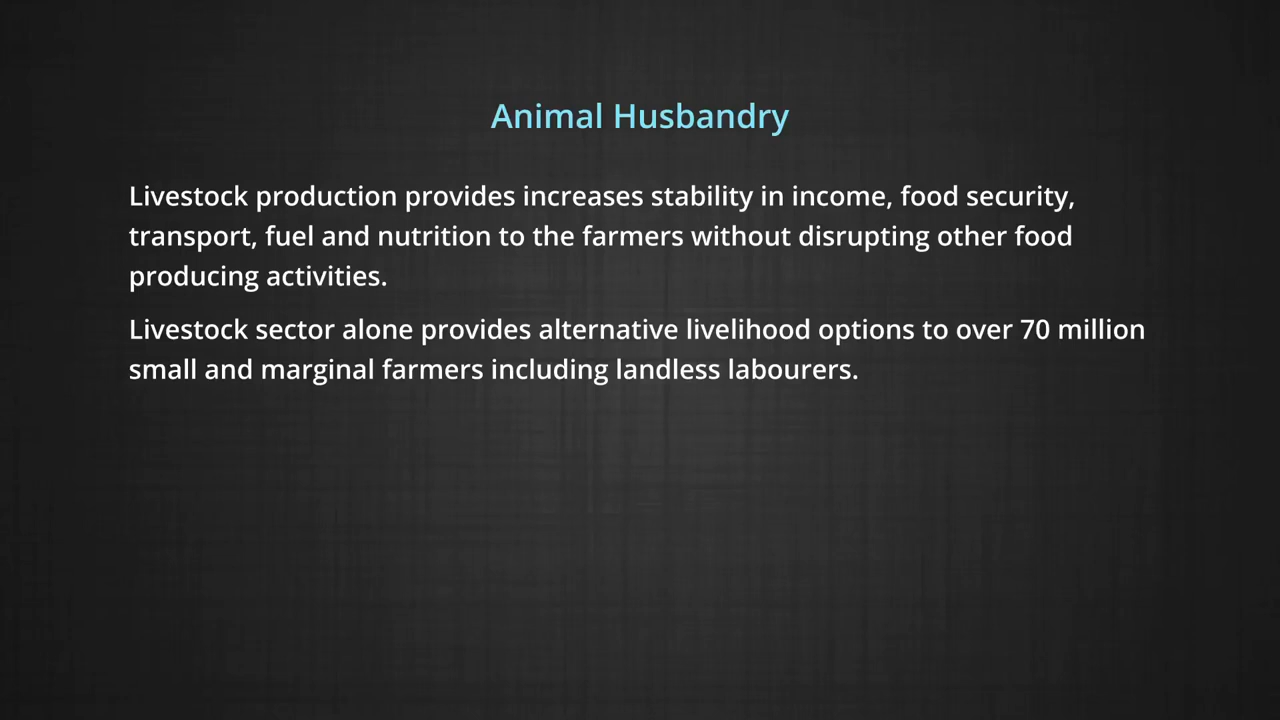 Animal Husbandry
Livestock production provides increases stability in income, food security,
transport, fuel and nutrition to the farmers without disrupting other food
producing activities.
Livestock sector alone provides alternative livelihood options to over 70 million
small and marginal farmers including landless labourers.